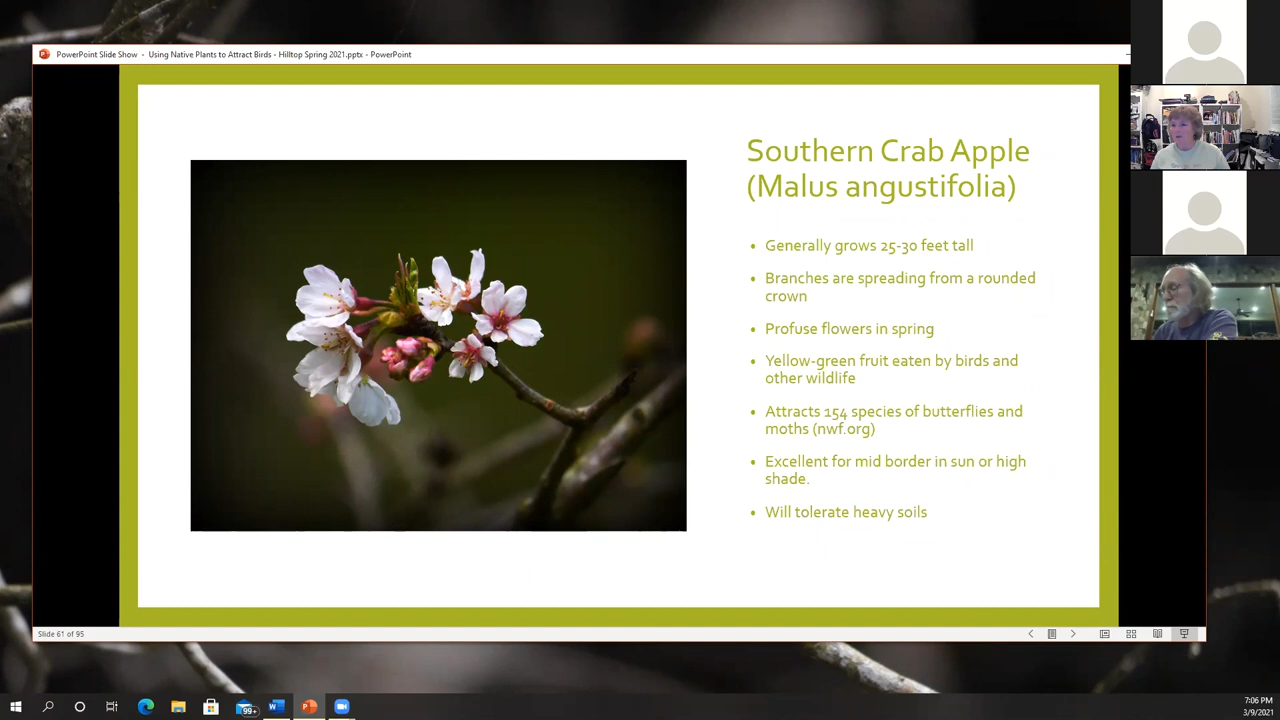 PowerPoint Slide Show - Using Native Plants to Attract Birds - Hilltop Spring 2021.pptx - PowerPoint
Southern Crab Apple
(Malus angustifolia)
• Generally grows 25-30 feet tall
• Branches are spreading from a rounded
crown
• Profuse flowers in spring
• Yellow-green fruit eaten by birds and
other wildlife
• Attracts 154 species of butterflies and
moths (nwf.org)
• Excellent for mid border in sun or high
shade.
• Will tolerate heavy soils
Slide 61 of 95
99+
7:06 PM
3/9/2021